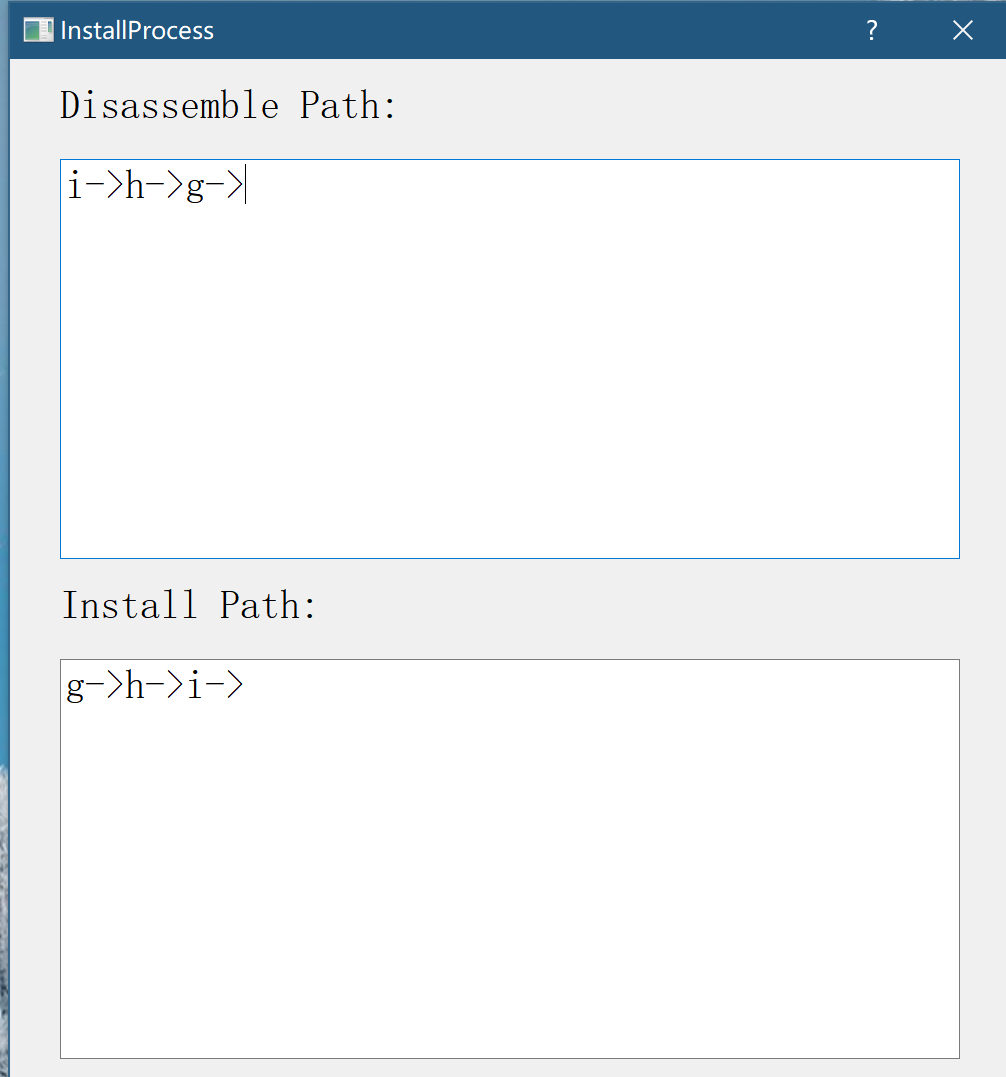 InstallProcess
Disassemble Path:
i->h->g->
Install Path:
g->h->i->